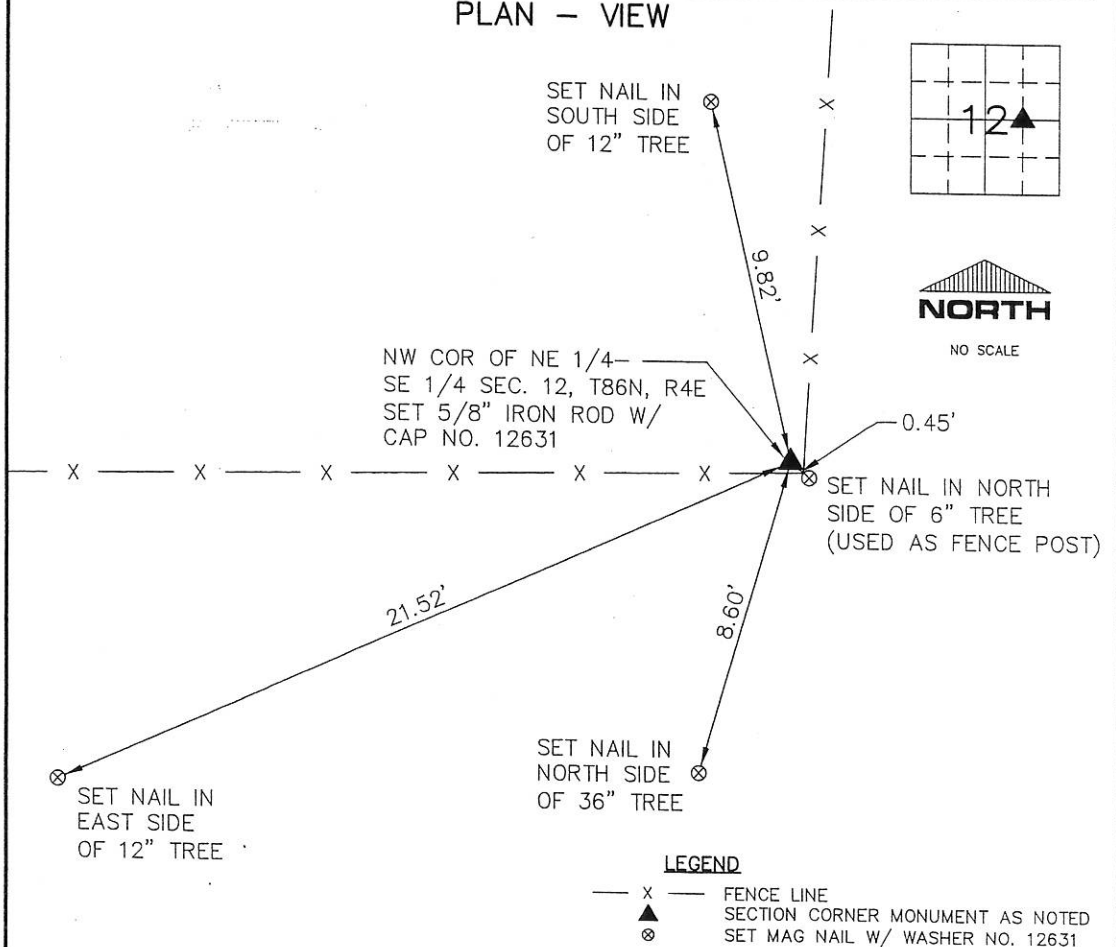 PLAN – VIEW
SET NAIL IN
SOUTH SIDE
OF 12" TREE
12
NORTH
NO SCALE
9.82'
NW COR OF NE 1/4–
SE 1/4 SEC. 12, T86N, R4E
SET 5/8" IRON ROD W/
CAP NO. 12631
0.45'
X
X
X
X X X X X X
SET NAIL IN NORTH
SIDE OF 6" TREE
(USED AS FENCE POST)
21.52'
8.60'
SET NAIL IN
NORTH SIDE
OF 36" TREE
SET NAIL IN
EAST SIDE
OF 12" TREE
LEGEND
X FENCE LINE
SECTION CORNER MONUMENT AS NOTED
SET MAG NAIL W/ WASHER NO. 12631